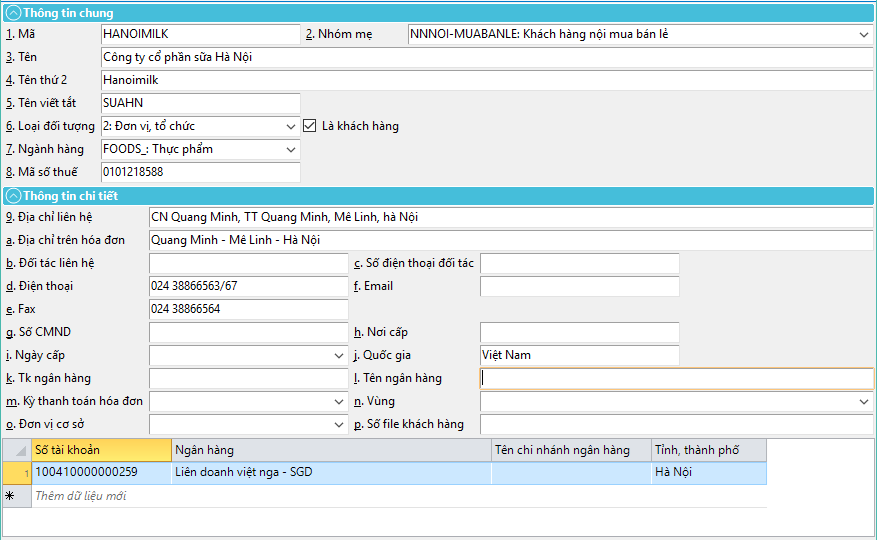 Thông tin chung
1. Mã HANOIMILK 2. Nhóm mẹ NNNOI-MUABANLE: Khách hàng nội mua bán lẻ
3. Tên Công ty cổ phần sữa Hà Nội
4. Tên thứ 2 Hanoimilk
5. Tên viết tắt SUAHN
6. Loại đối tượng 2: Đơn vị, tổ chức Là khách hàng
7. Ngành hàng FOODS_: Thực phẩm
8. Mã số thuế 0101218588
Thông tin chi tiết
9. Địa chỉ liên hệ CN Quang Minh, TT Quang Minh, Mê Linh, hà Nội
a. Địa chỉ trên hóa đơn Quang Minh - Mê Linh - Hà Nội
b. Đối tác liên hệ c. Số điện thoại đối tác
d. Điện thoại 024 38866563/67 f. Email
e. Fax 024 38866564
g. Số CMND h. Nơi cấp
i. Ngày cấp j. Quốc gia Việt Nam
k. Tk ngân hàng l. Tên ngân hàng
m. Kỳ thanh toán hóa đơn n. Vùng
o. Đơn vị cơ sở p. Số file khách hàng
Số tài khoản Ngân hàng Tên chi nhánh ngân hàng Tỉnh, thành phố
1 100410000000259 Liên doanh việt nga - SGD Hà Nội
Thêm dữ liệu mới